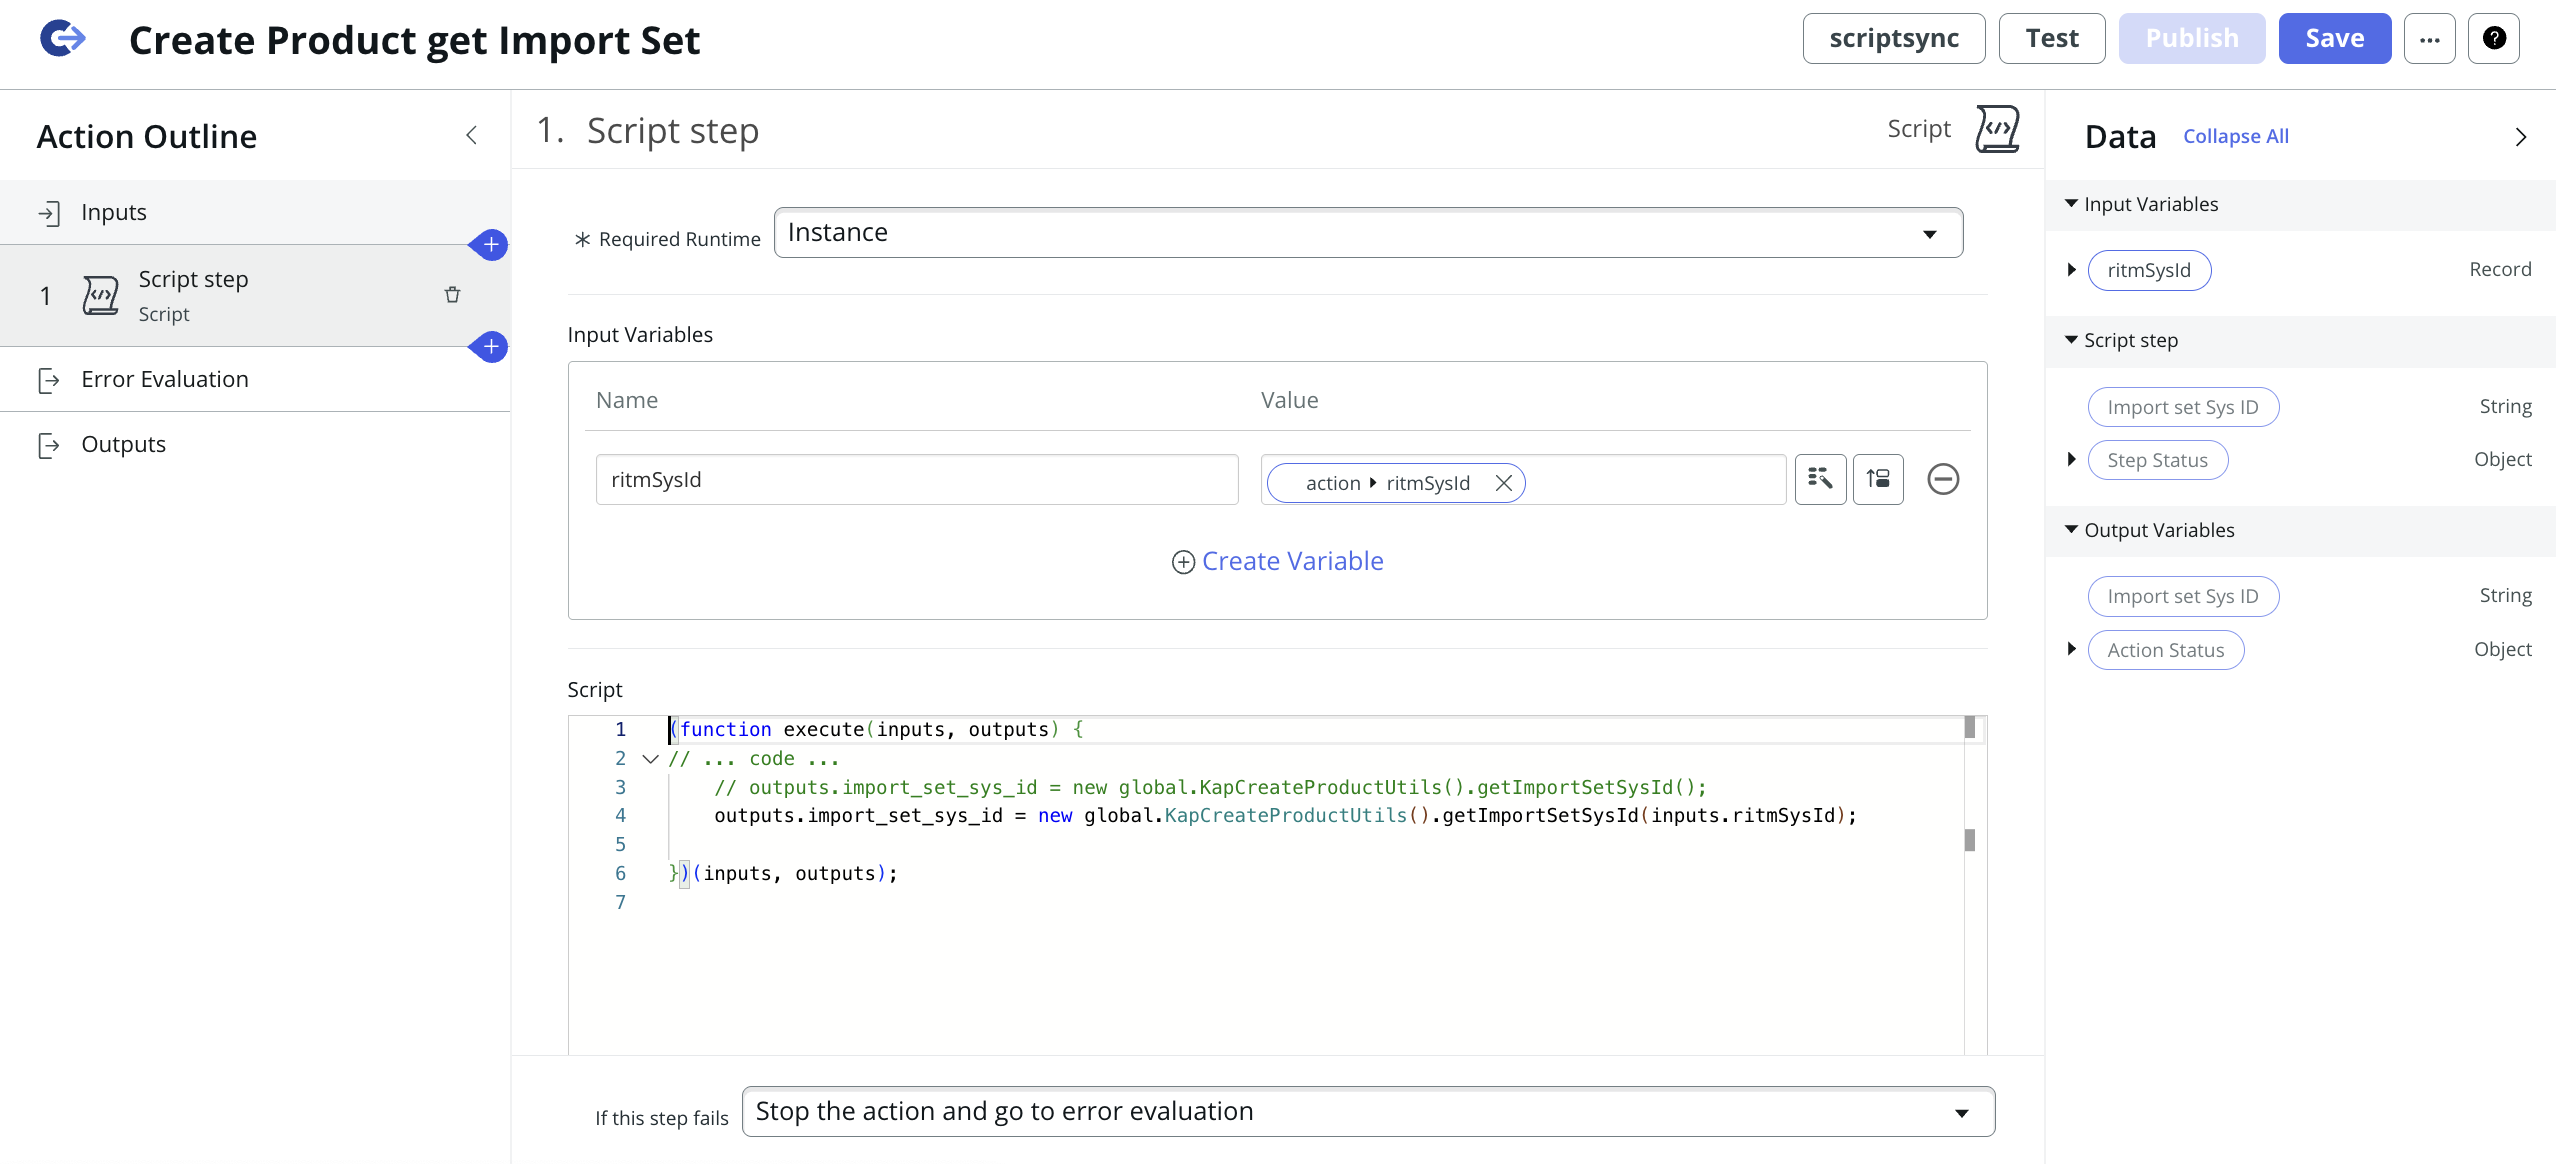 Create Product get Import Set
scriptsync
Test
Publish
Save
...
?
Action Outline
Inputs
1
Script step
Script
Error Evaluation
Outputs
1. Script step
Script
* Required Runtime
Instance
Input Variables
Name
Value
ritmSysId
action ritmSysId
Create Variable
Script
1 (function execute(inputs, outputs) {
2 // ... code ...
3 // outputs.import_set_sys_id = new global.KapCreateProductUtils().getImportSetSysId();
4 outputs.import_set_sys_id = new global.KapCreateProductUtils().getImportSetSysId(inputs.ritmSysId);
5
6 })(inputs, outputs);
7
If this step fails
Stop the action and go to error evaluation
Data
Collapse All
Input Variables
ritmSysId Record
Script step
Import set Sys ID String
Step Status Object
Output Variables
Import set Sys ID String
Action Status Object